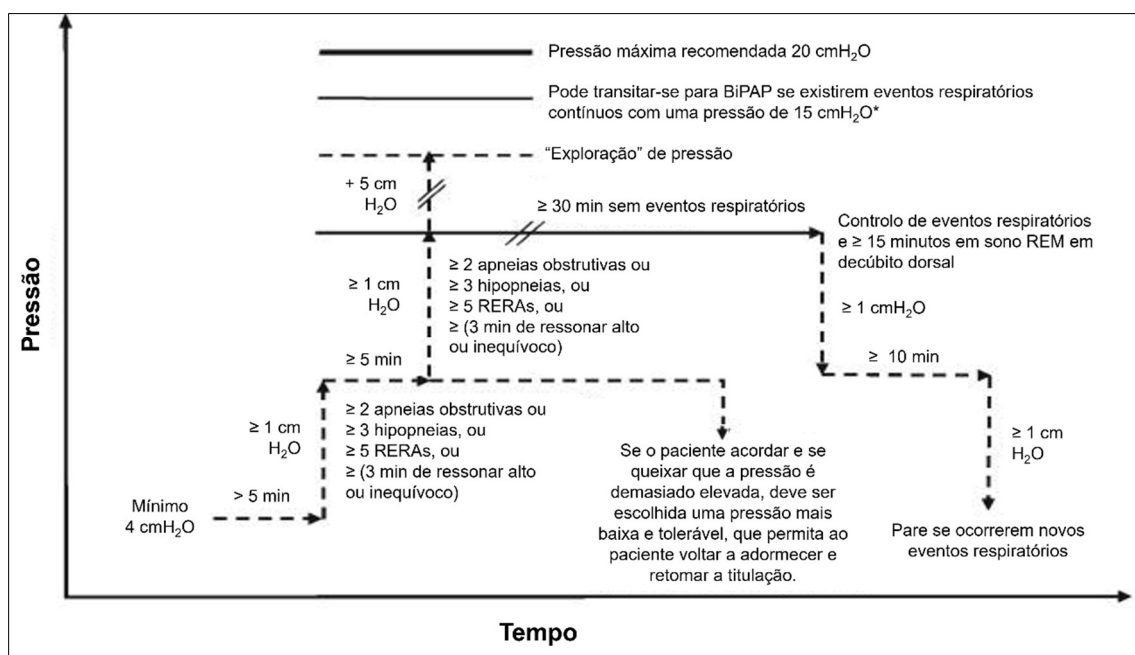 Pressão máxima recomendada 20 cmH₂O
Pode transitar-se para BiPAP se existirem eventos respiratórios
contínuos com uma pressão de 15 cmH₂O*
“Exploração” de pressão
+ 5 cm
H₂O
≥ 30 min sem eventos respiratórios
Controlo de eventos respiratórios
e ≥ 15 minutos em sono REM em
decúbito dorsal
≥ 1 cm
H₂O
≥ 2 apneias obstrutivas ou
≥ 3 hipopneias, ou
≥ 5 RERAs, ou
≥ (3 min de ressonar alto
ou inequívoco)
≥ 1 cmH₂O
≥ 5 min
≥ 10 min
≥ 1 cm
H₂O
≥ 2 apneias obstrutivas ou
≥ 3 hipopneias, ou
≥ 5 RERAs, ou
≥ (3 min de ressonar alto
ou inequívoco)
≥ 1 cm
H₂O
Se o paciente acordar e se
queixar que a pressão é
demasiado elevada, deve ser
escolhida uma pressão mais
baixa e tolerável, que permita ao
paciente voltar a adormecer e
retomar a titulação.
> 5 min
Mínimo
4 cmH₂O
Pare se ocorrerem novos
eventos respiratórios
Pressão
Tempo